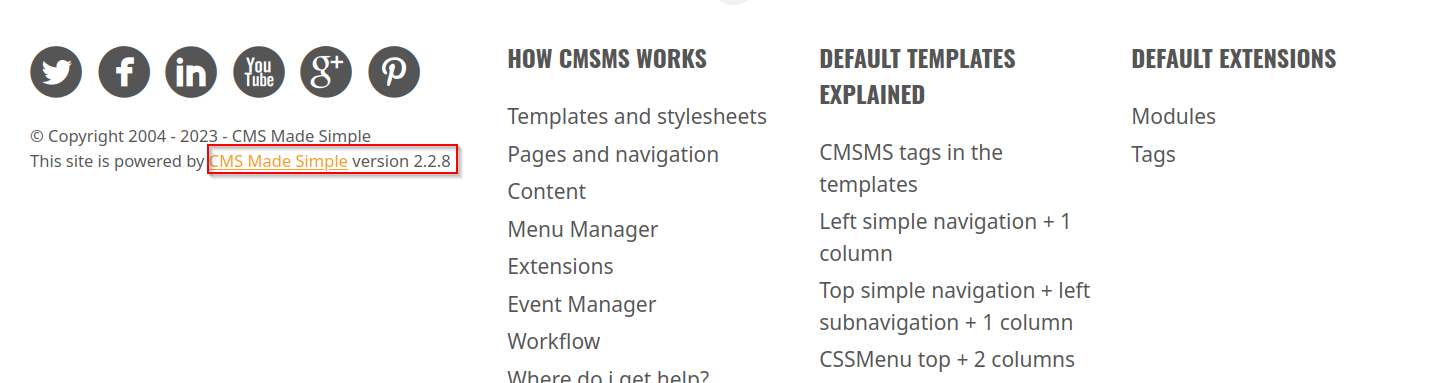 You
Tube
g+
© Copyright 2004 - 2023 - CMS Made Simple
This site is powered by CMS Made Simple version 2.2.8
HOW CMSMS WORKS
Templates and stylesheets
Pages and navigation
Content
Menu Manager
Extensions
Event Manager
Workflow
Where do i get help?
DEFAULT TEMPLATES
EXPLAINED
CMSMS tags in the
templates
Left simple navigation + 1
column
Top simple navigation + left
subnavigation + 1 column
CSSMenu top + 2 columns
DEFAULT EXTENSIONS
Modules
Tags